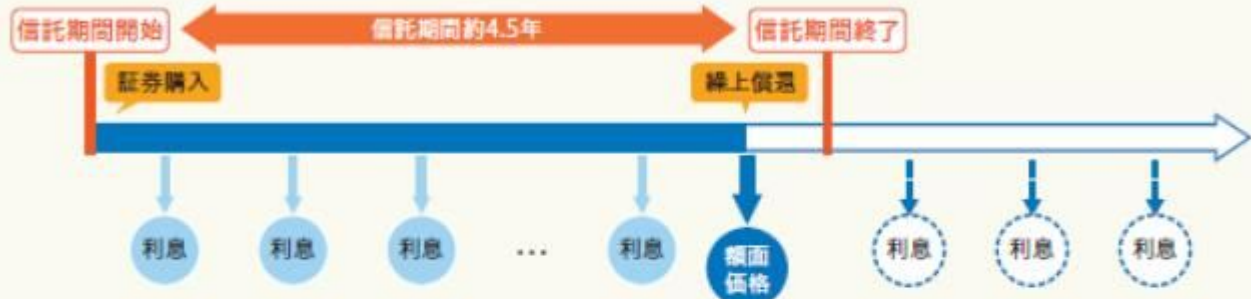 信託期間開始
信託期間約4.5年
信託期間終了
証券購入
繰上償還
利息
利息
利息
…
利息
額面
価格
利息
利息
利息